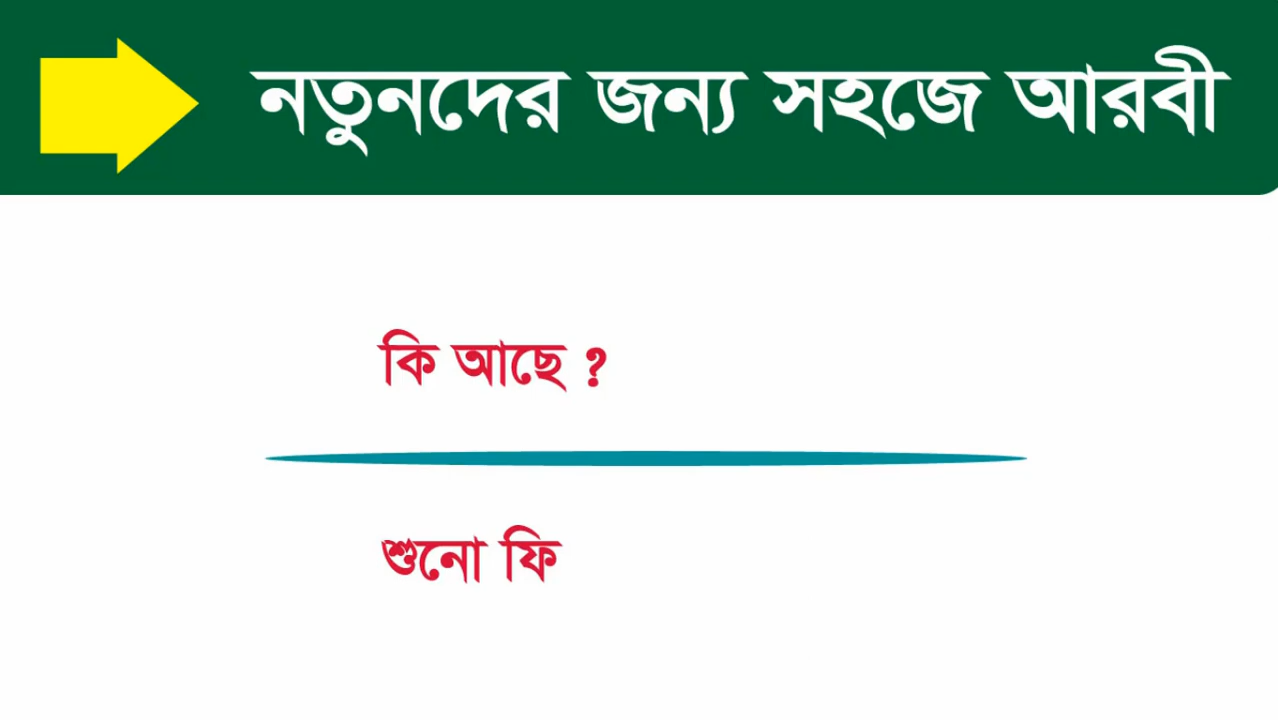 নতুনদের জন্য সহজে আরবী
কি আছে ?
শুনো ফি